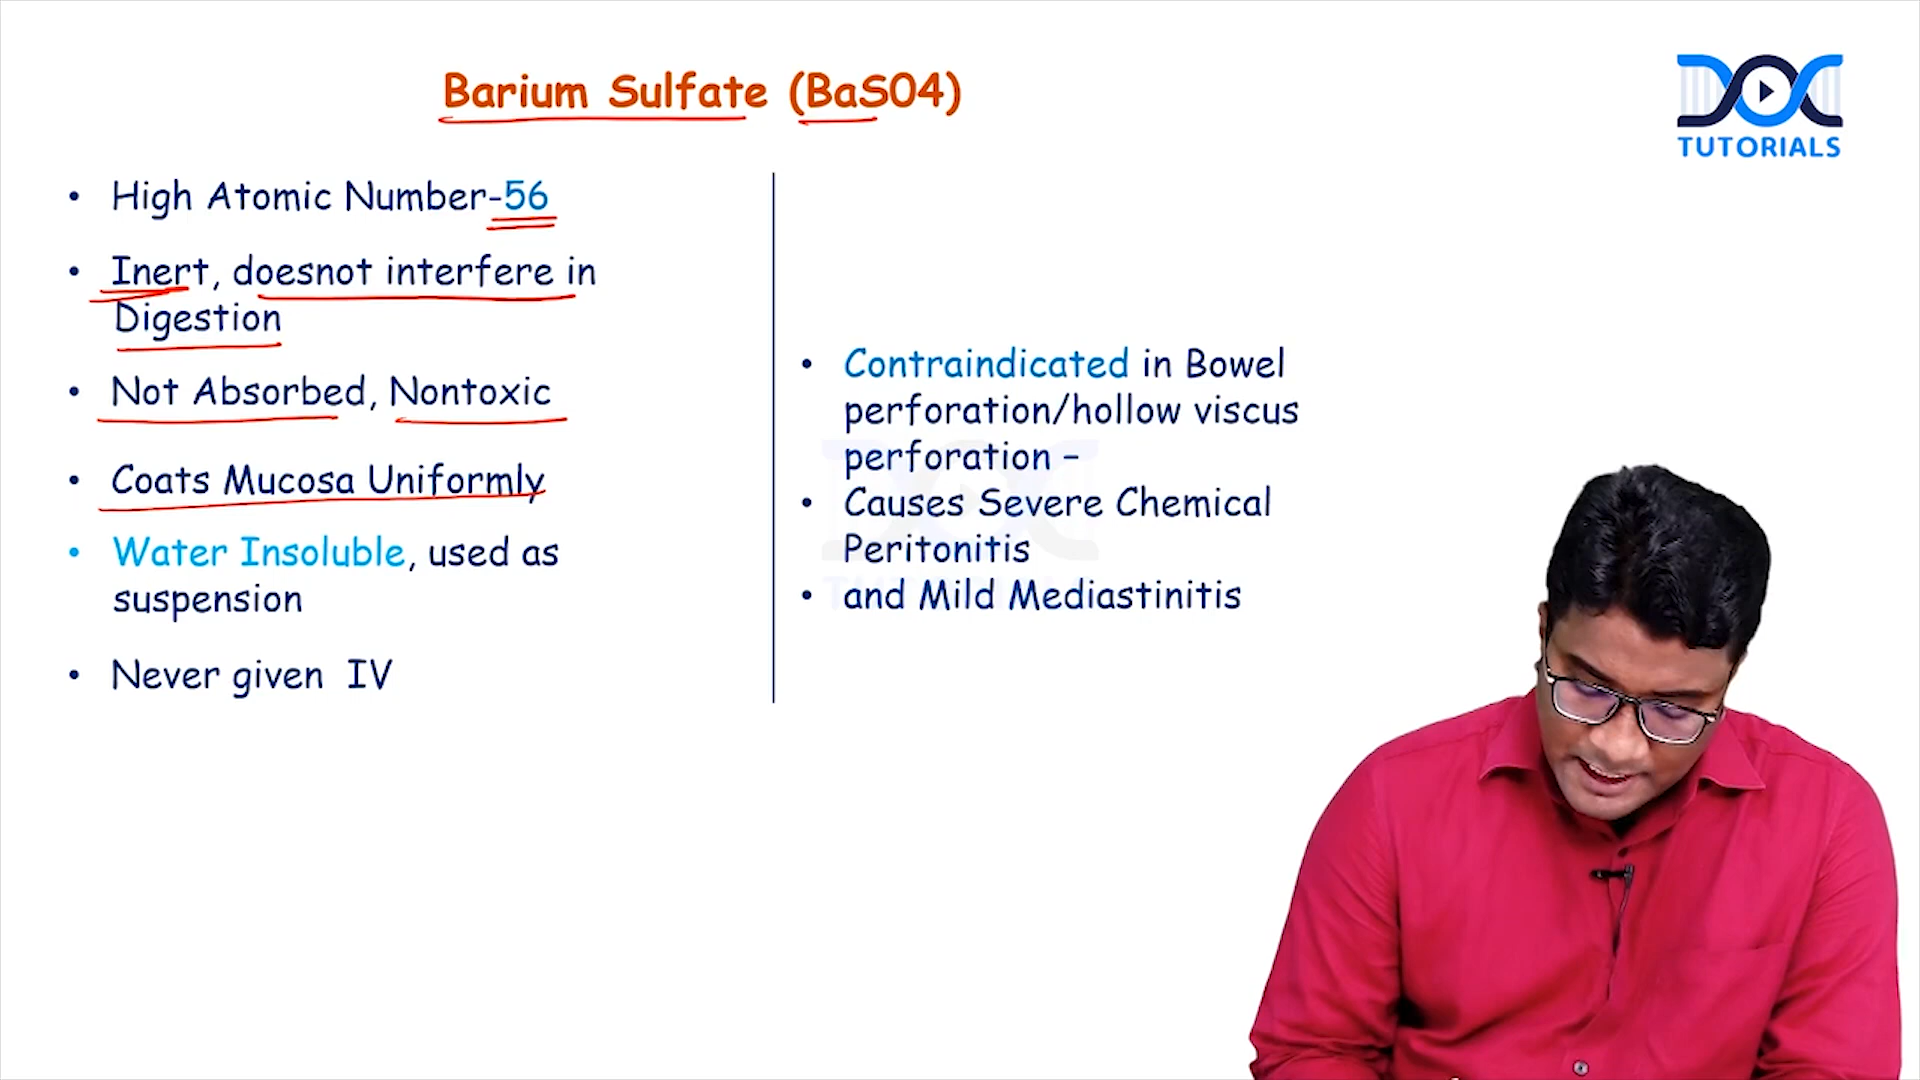 Barium Sulfate (BaSO4)
DOC
TUTORIALS
• High Atomic Number-56
• Inert, doesnot interfere in
Digestion
• Not Absorbed, Nontoxic
• Coats Mucosa Uniformly
• Water Insoluble, used as
suspension
• Never given IV
• Contraindicated in Bowel
perforation/hollow viscus
perforation –
• Causes Severe Chemical
Peritonitis
• and Mild Mediastinitis